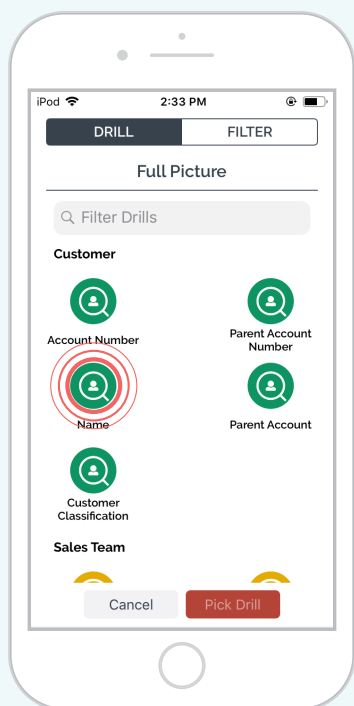 iPod 2:33 PM
DRILL FILTER
Full Picture
Filter Drills
Customer
Account Number
Parent Account
Number
Name
Parent Account
Customer
Classification
Sales Team
Cancel Pick Drill